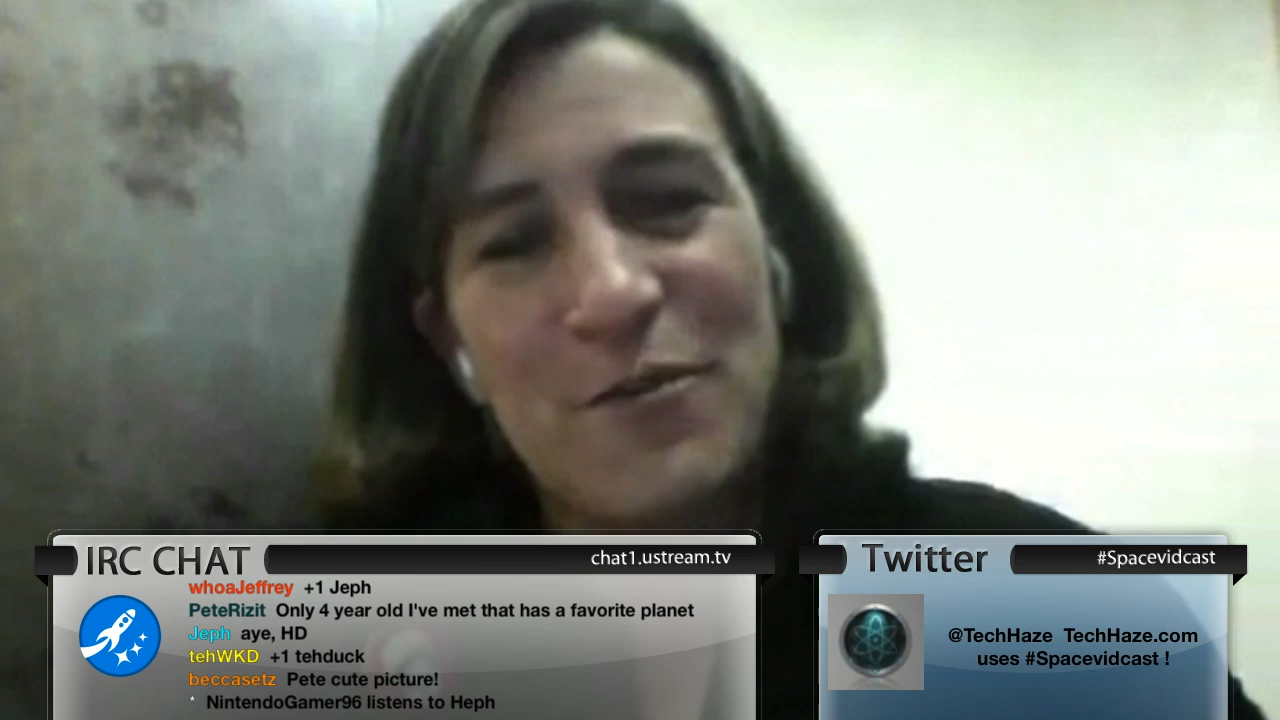 IRC CHAT
chat1.ustream.tv
whoaJeffrey +1 Jeph
PeteRizit Only 4 year old I've met that has a favorite planet
Jeph aye, HD
tehWKD +1 tehduck
beccasetz Pete cute picture!
* NintendoGamer96 listens to Heph
Twitter
#Spacevidcast
@TechHaze TechHaze.com
uses #Spacevidcast !